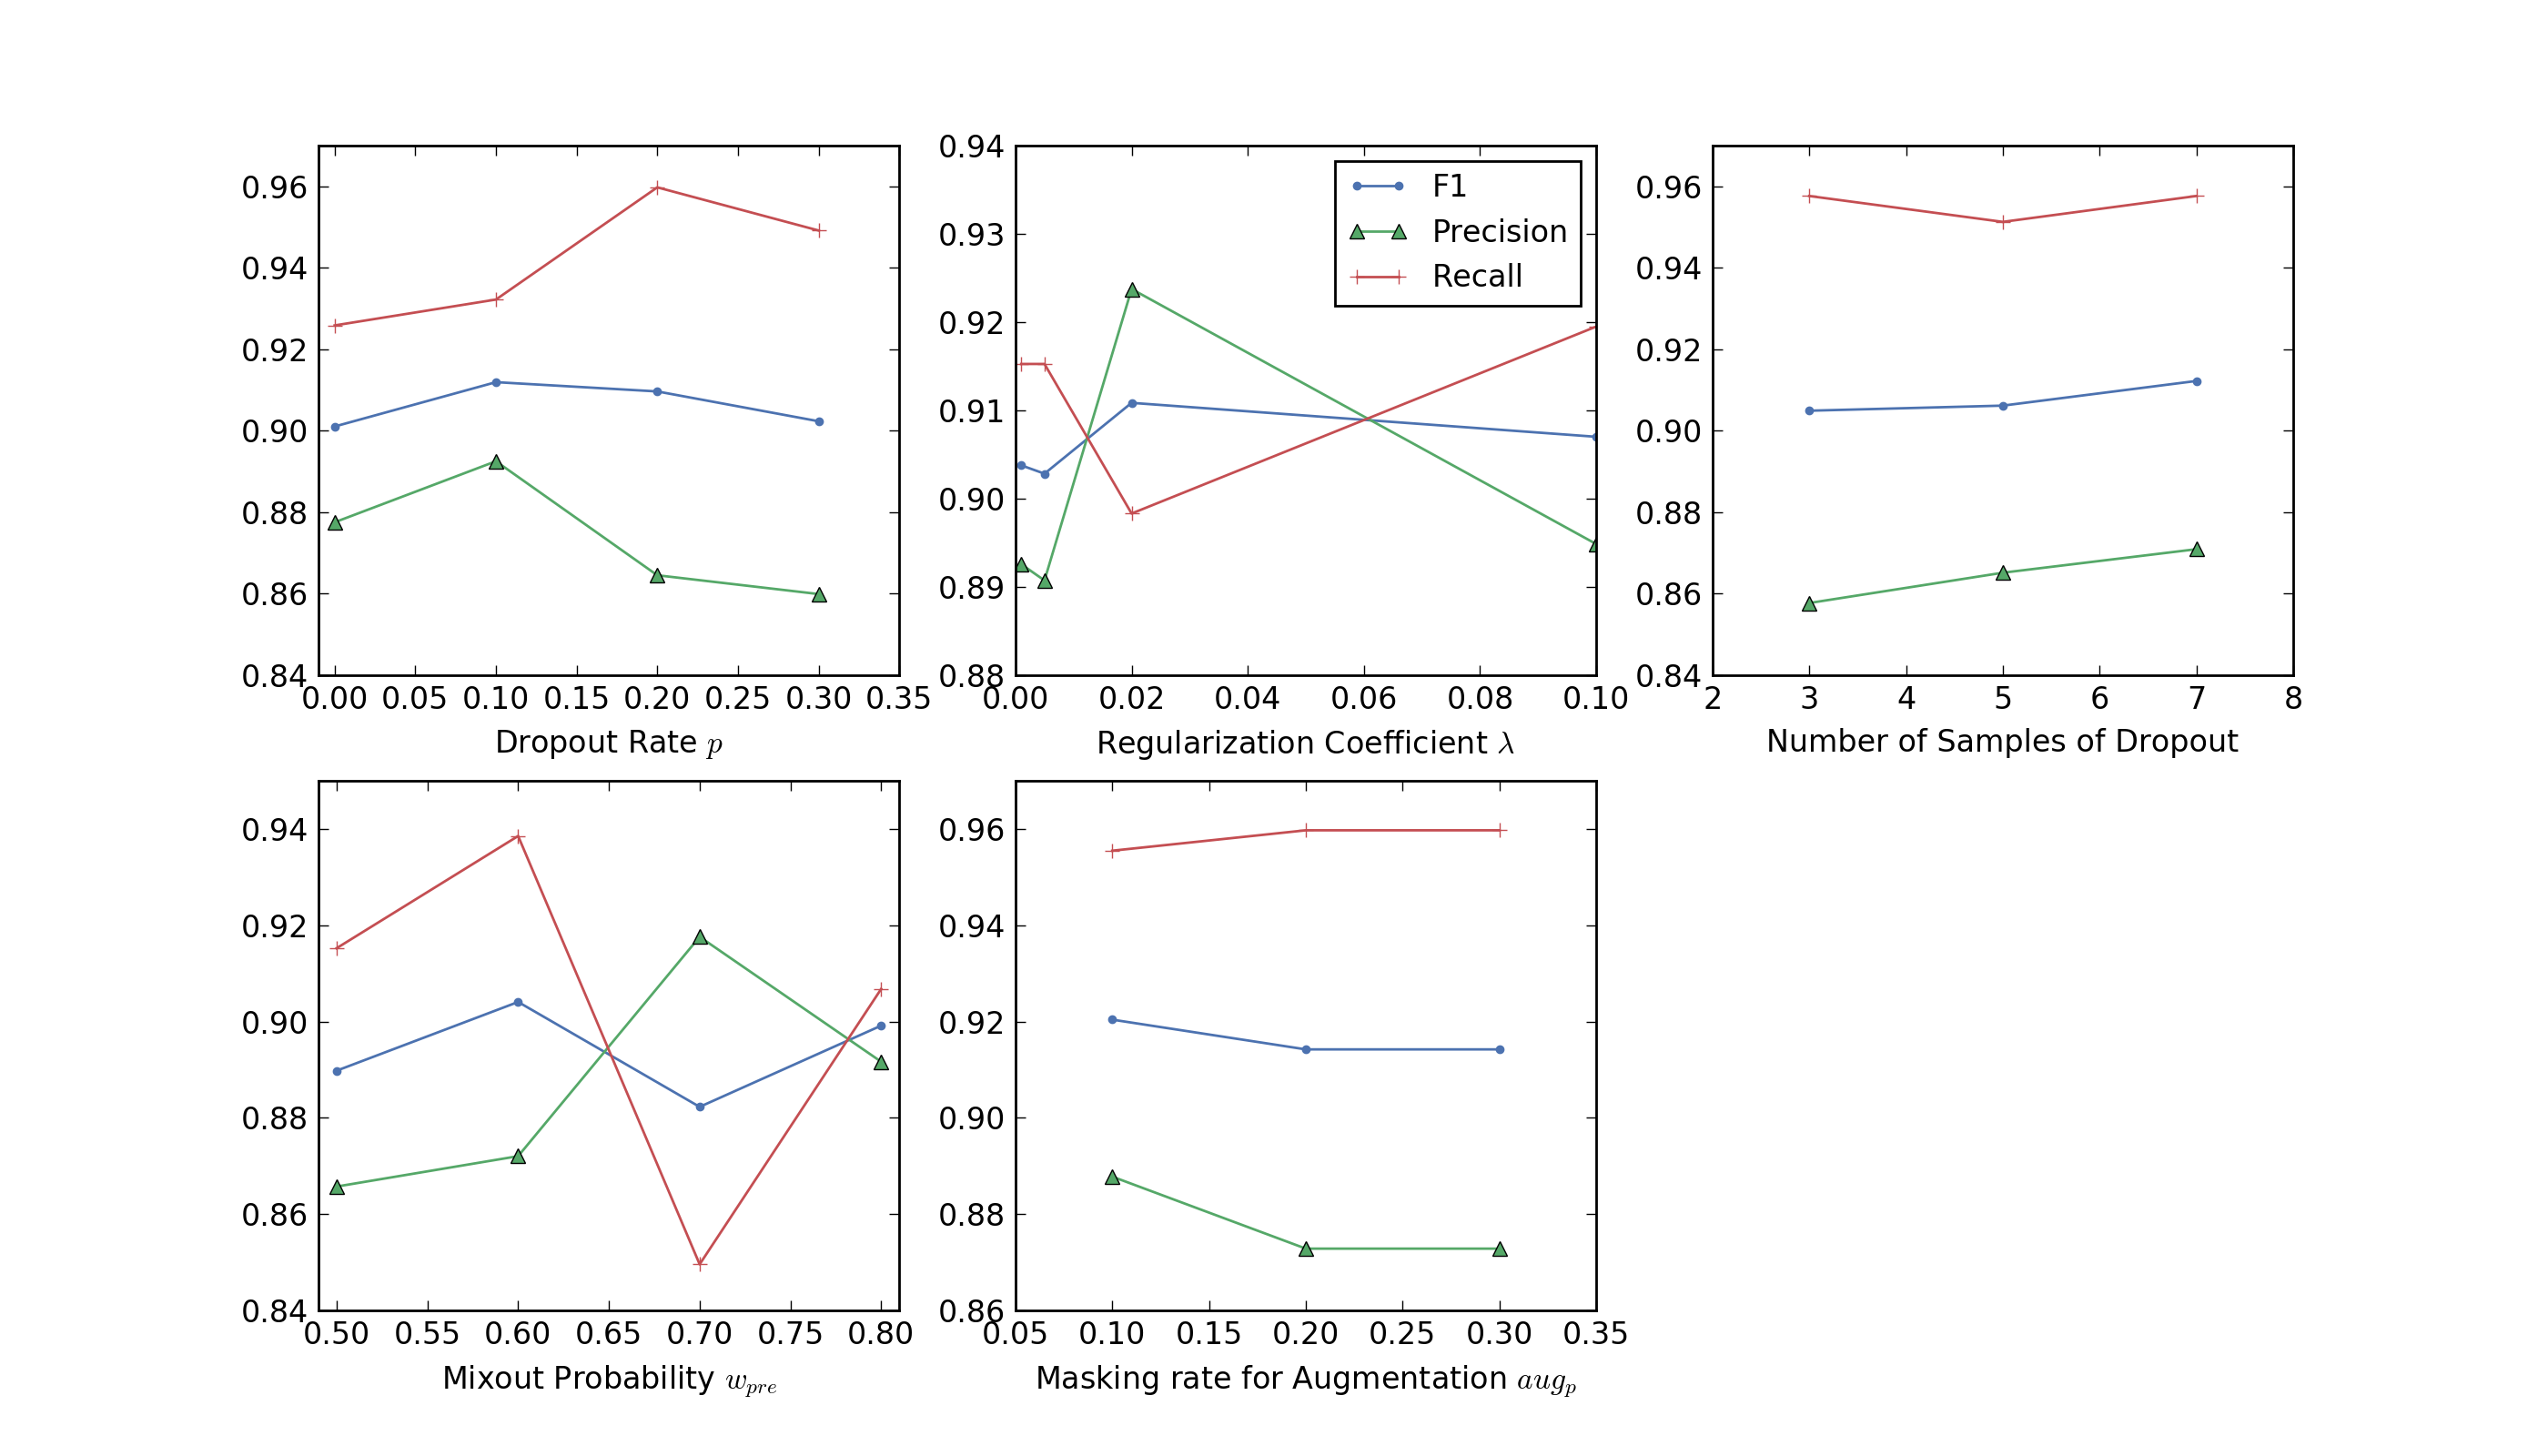 0.96
0.94
0.92
0.90
0.88
0.86
0.84
0.00 0.05 0.10 0.15 0.20 0.25 0.30 0.35
Dropout Rate p
0.94
0.93
0.92
0.91
0.90
0.89
0.88
F1
Precision
Recall
0.00 0.02 0.04 0.06 0.08 0.10
Regularization Coefficient λ
0.96
0.94
0.92
0.90
0.88
0.86
0.84
2 3 4 5 6 7 8
Number of Samples of Dropout
0.94
0.92
0.90
0.88
0.86
0.84
0.50 0.55 0.60 0.65 0.70 0.75 0.80
Mixout Probability w_pre
0.96
0.94
0.92
0.90
0.88
0.86
0.05 0.10 0.15 0.20 0.25 0.30 0.35
Masking rate for Augmentation aug_p